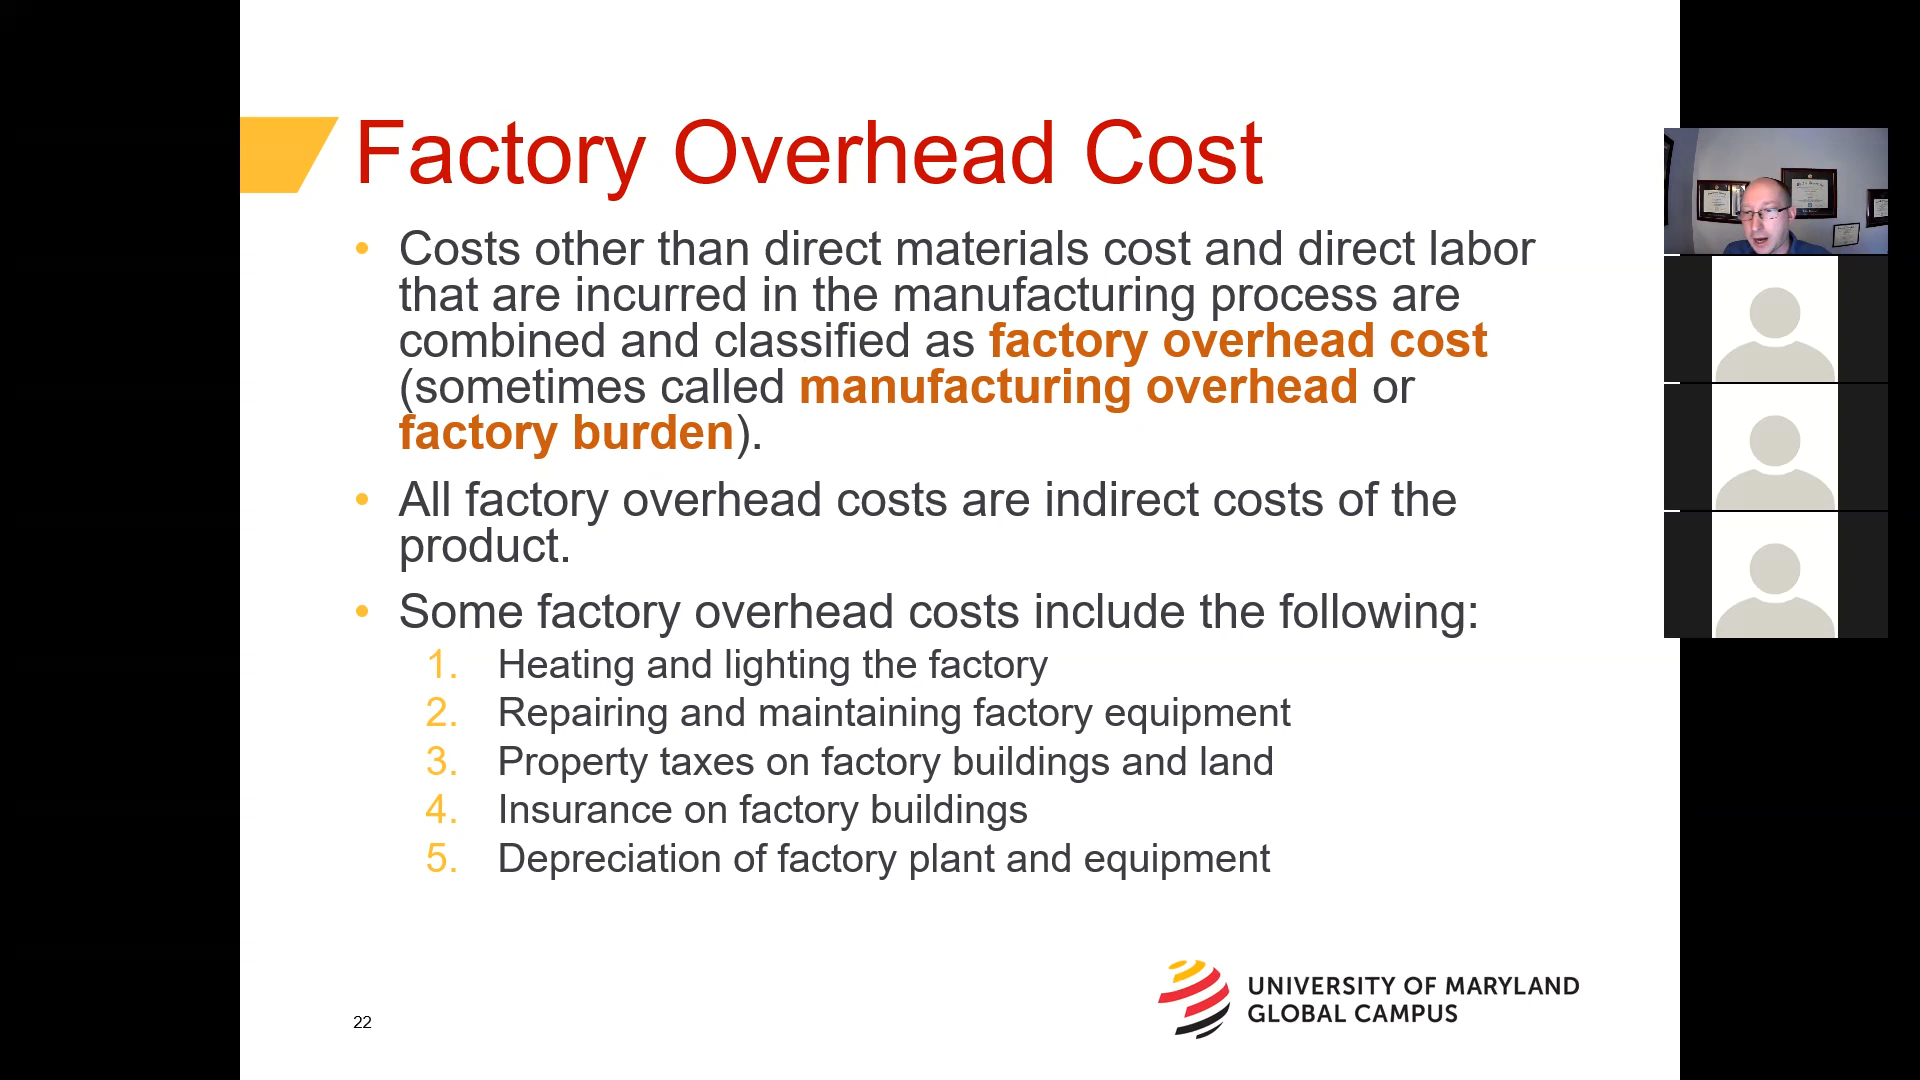 Factory Overhead Cost
• Costs other than direct materials cost and direct labor
that are incurred in the manufacturing process are
combined and classified as factory overhead cost
(sometimes called manufacturing overhead or
factory burden).
• All factory overhead costs are indirect costs of the
product.
• Some factory overhead costs include the following:
1. Heating and lighting the factory
2. Repairing and maintaining factory equipment
3. Property taxes on factory buildings and land
4. Insurance on factory buildings
5. Depreciation of factory plant and equipment
UNIVERSITY OF MARYLAND
GLOBAL CAMPUS
22